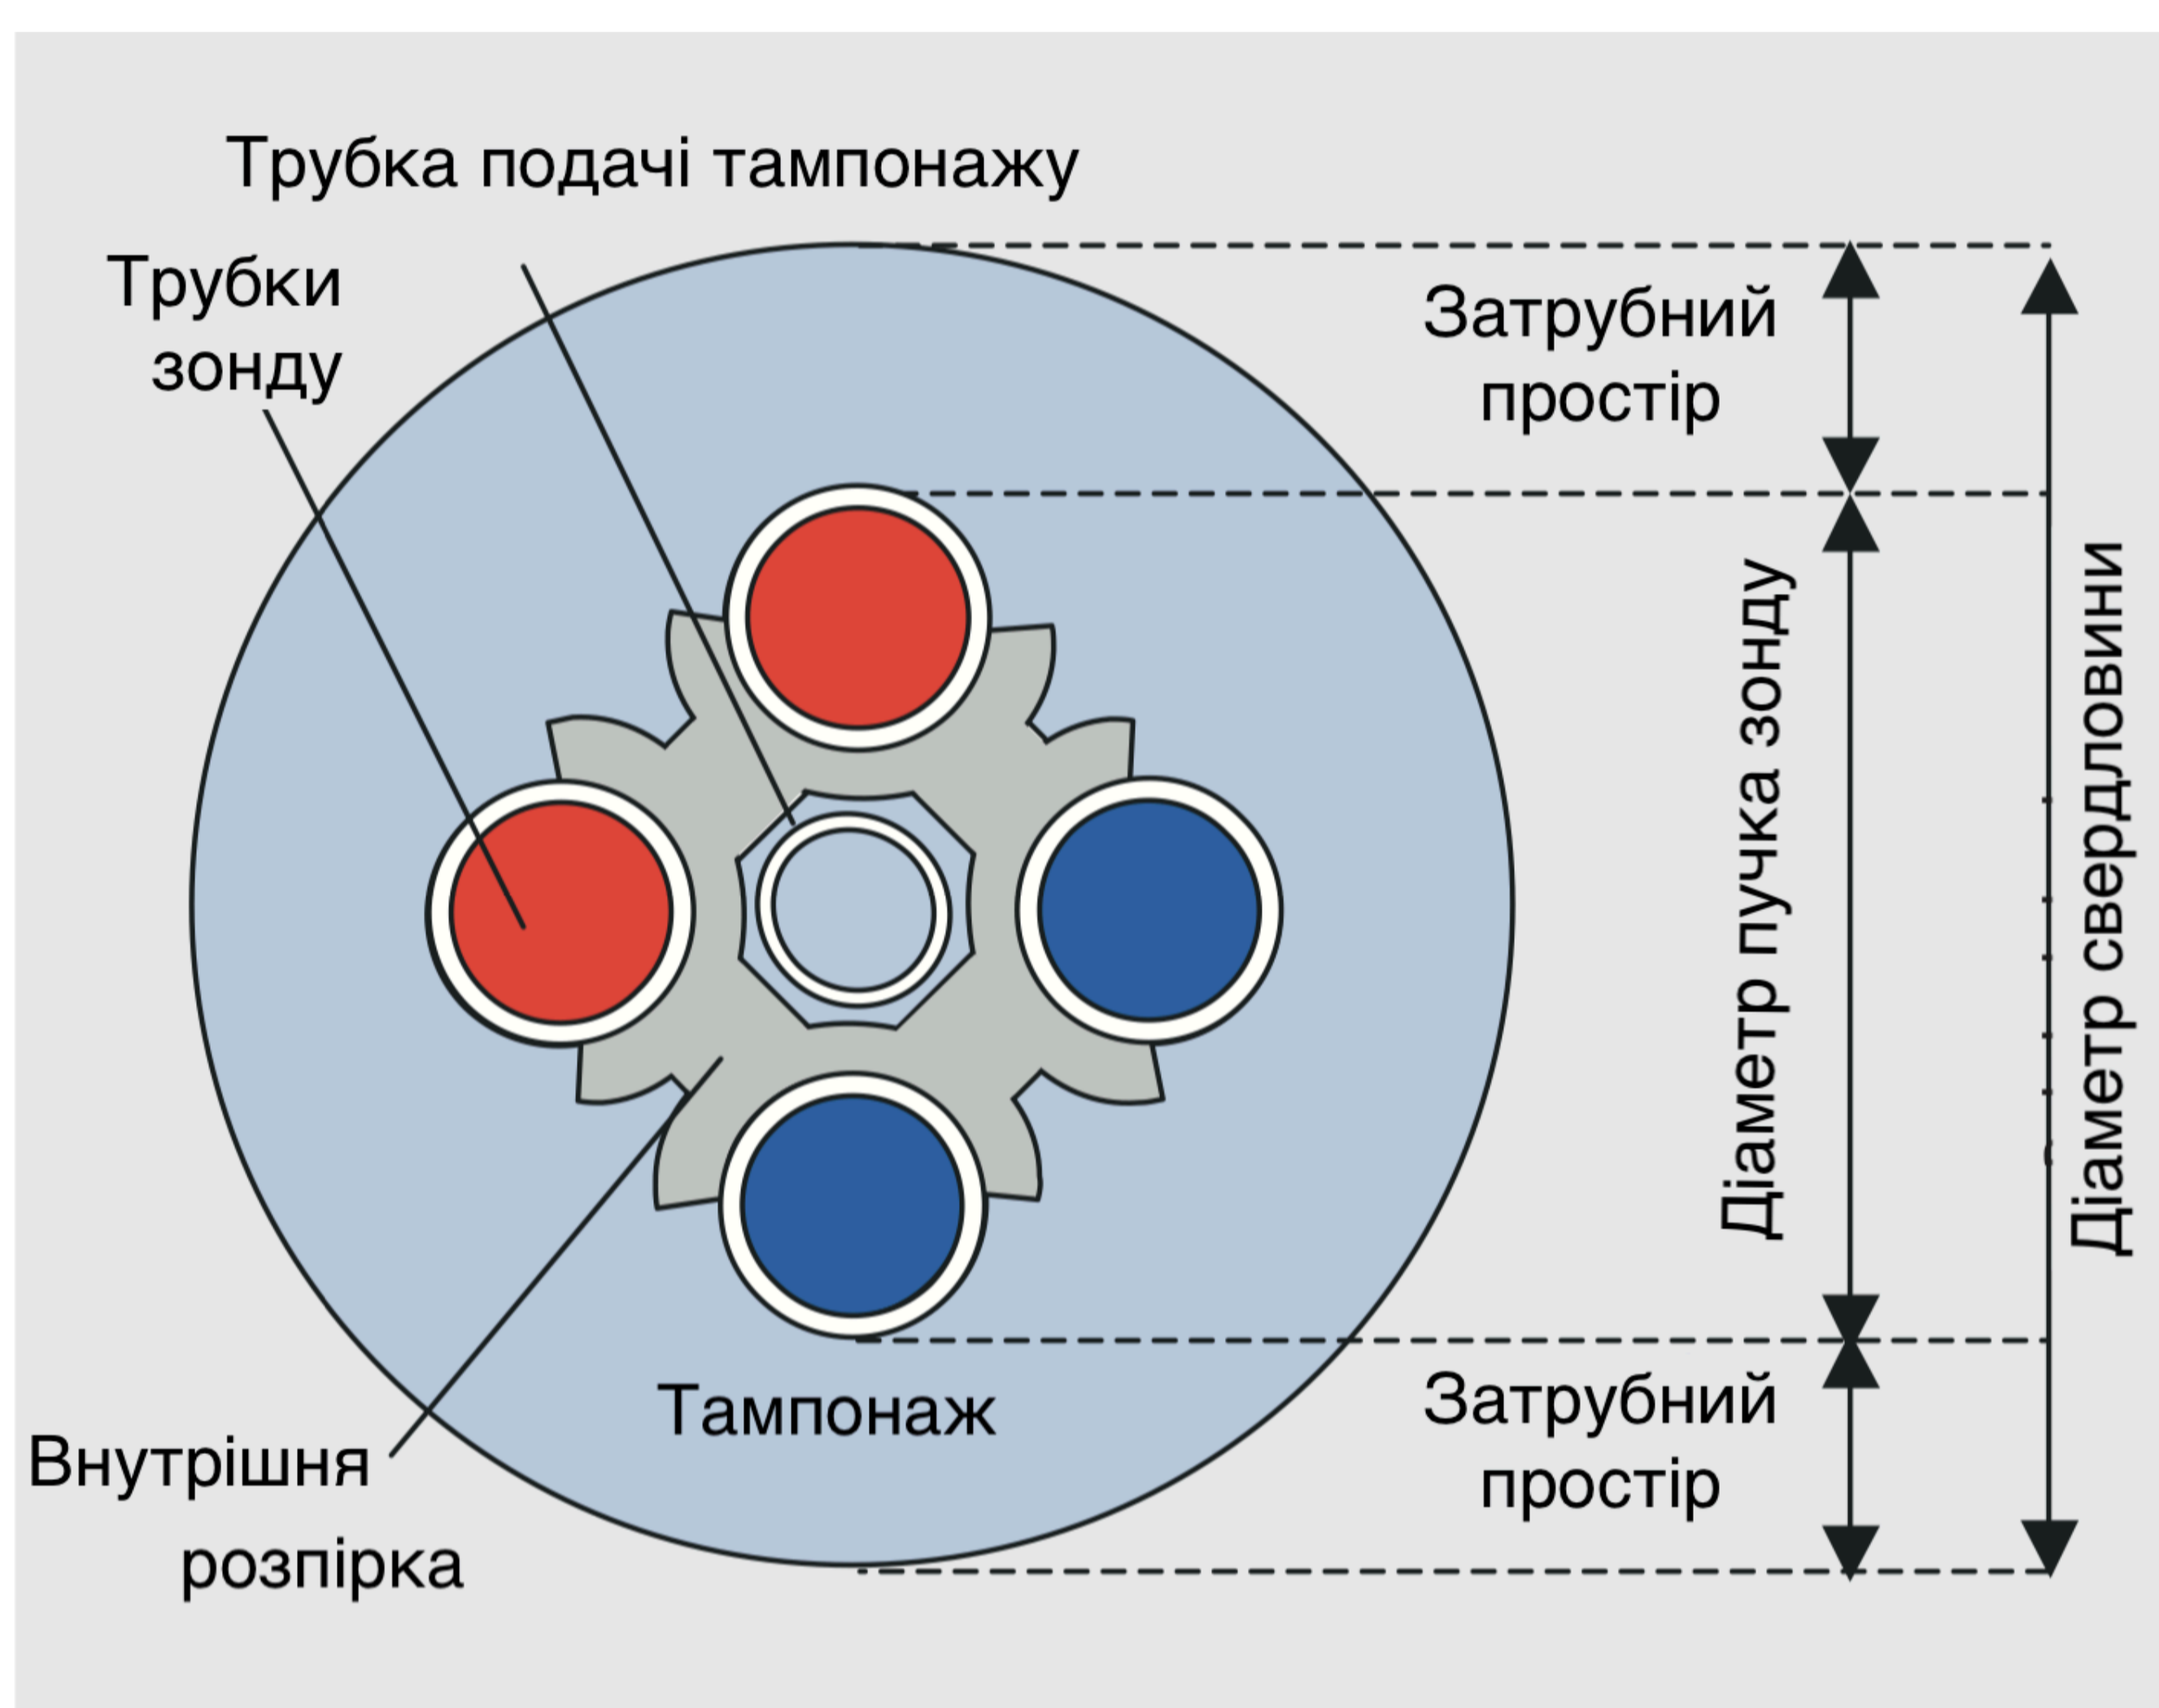 Трубка подачі тампонажу
Трубки
зонду
Затрубний
простір
Діаметр пучка зонду
Діаметр свердловини
Тампонаж
Затрубний
простір
Внутрішня
розпірка